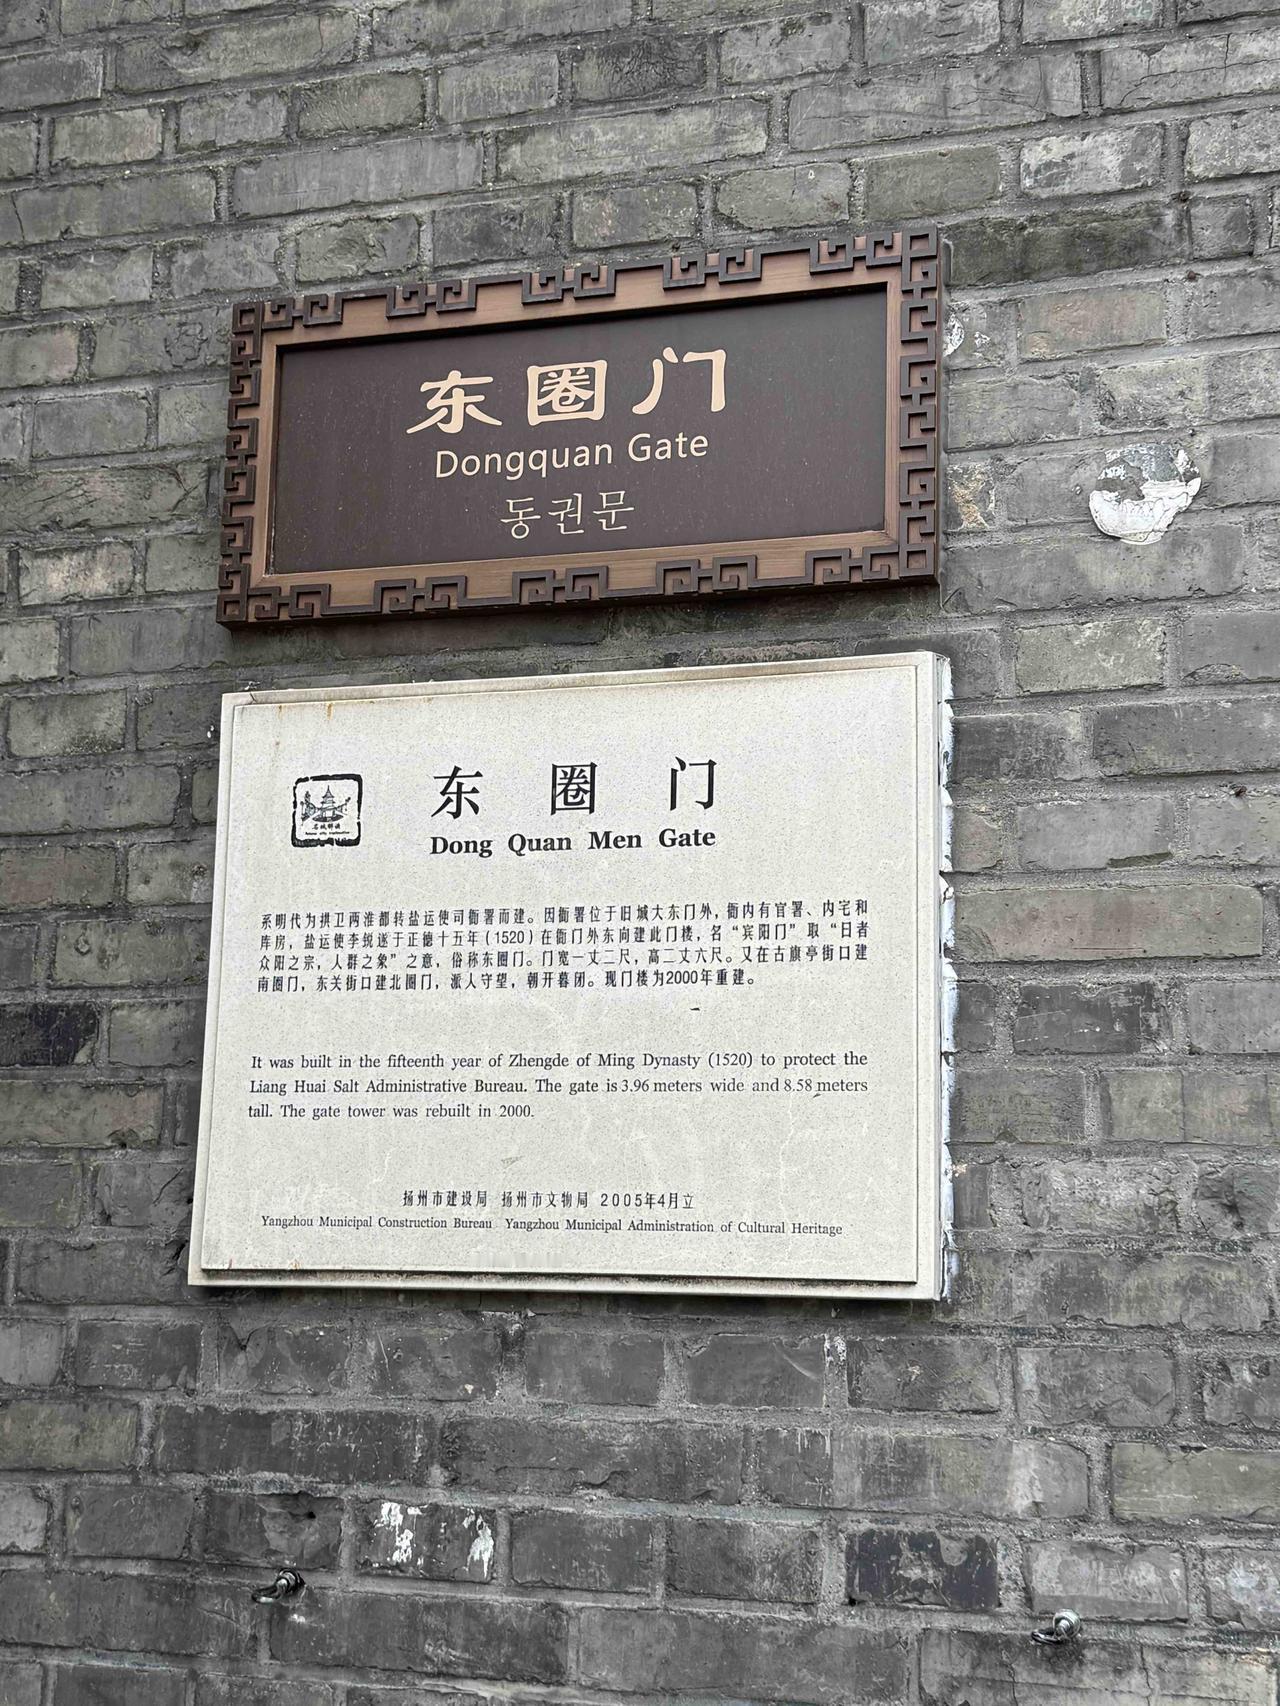 东圈门
Dongquan Gate
동권문
东圈门
Dong Quan Men Gate
系明代为拱卫两淮都转盐运使司衙署而建。因衙署位于旧城大东门外，衙内有官署、内宅和
库房，盐运使李锐遂于正德十五年（1520）在衙门外东向建此门楼，名“宾阳门”取“日者
众阳之宗，人群之象”之意，俗称东圈门。门宽一丈二尺，高二丈六尺。又在古旗亭街口建
南圈门，东关街口建北圈门，派人守望，朝开暮闭。现门楼为2000年重建。
It was built in the fifteenth year of Zhengde of Ming Dynasty (1520) to protect the
Liang Huai Salt Administrative Bureau. The gate is 3.96 meters wide and 8.58 meters
tall. The gate tower was rebuilt in 2000.
扬州市建设局 扬州市文物局 2005年4月立
Yangzhou Municipal Construction Bureau Yangzhou Municipal Administration of Cultural Heritage